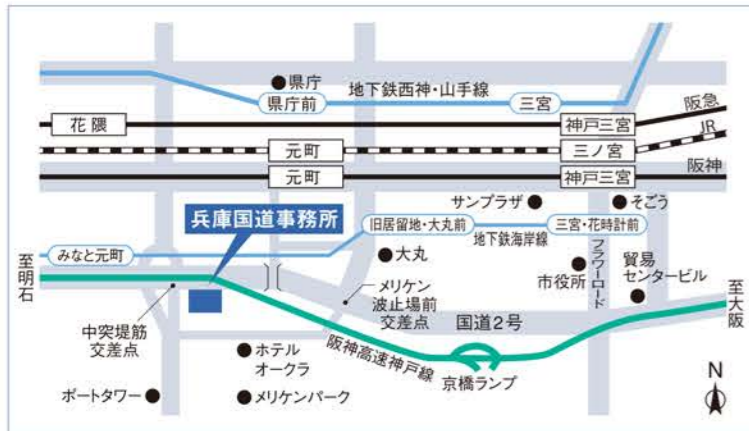 県庁
地下鉄西神・山手線
県庁前
三宮
阪急
花隈
神戸三宮
JR
元町
三ノ宮
阪神
元町
神戸三宮
サンプラザ
そごう
兵庫国道事務所
旧居留地・大丸前
三宮・花時計前
地下鉄海岸線
みなと元町
大丸
フラワーロード
貿易
センタービル
市役所
至明石
至大阪
メリケン
波止場前
交差点
国道2号
中突堤筋
交差点
阪神高速神戸線
ホテル
オークラ
京橋ランプ
N
ポートタワー
メリケンパーク